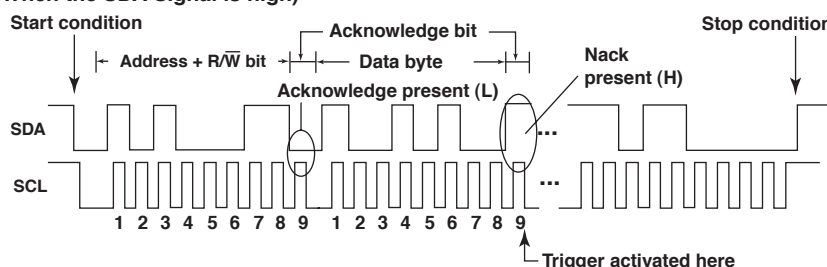 when the SDA signal is high)
Start condition
Acknowledge bit
Stop condition
Address + R/W bit
Data byte
Nack
present (H)
Acknowledge present (L)
SDA
...
SCL
...
1 2 3 4 5 6 7 8 9 1 2 3 4 5 6 7 8 9
Trigger activated here